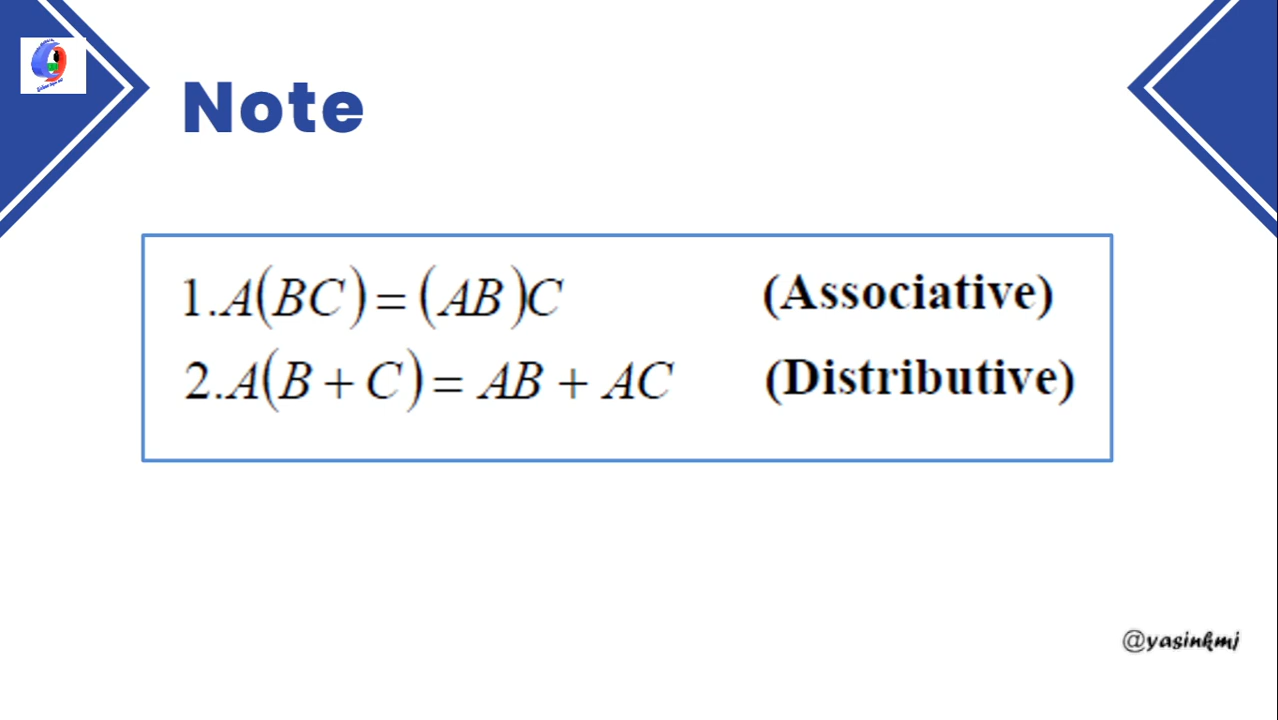 Note
1.A(BC)=(AB)C (Associative)
2.A(B+C)=AB+AC (Distributive)
@yasinkmj